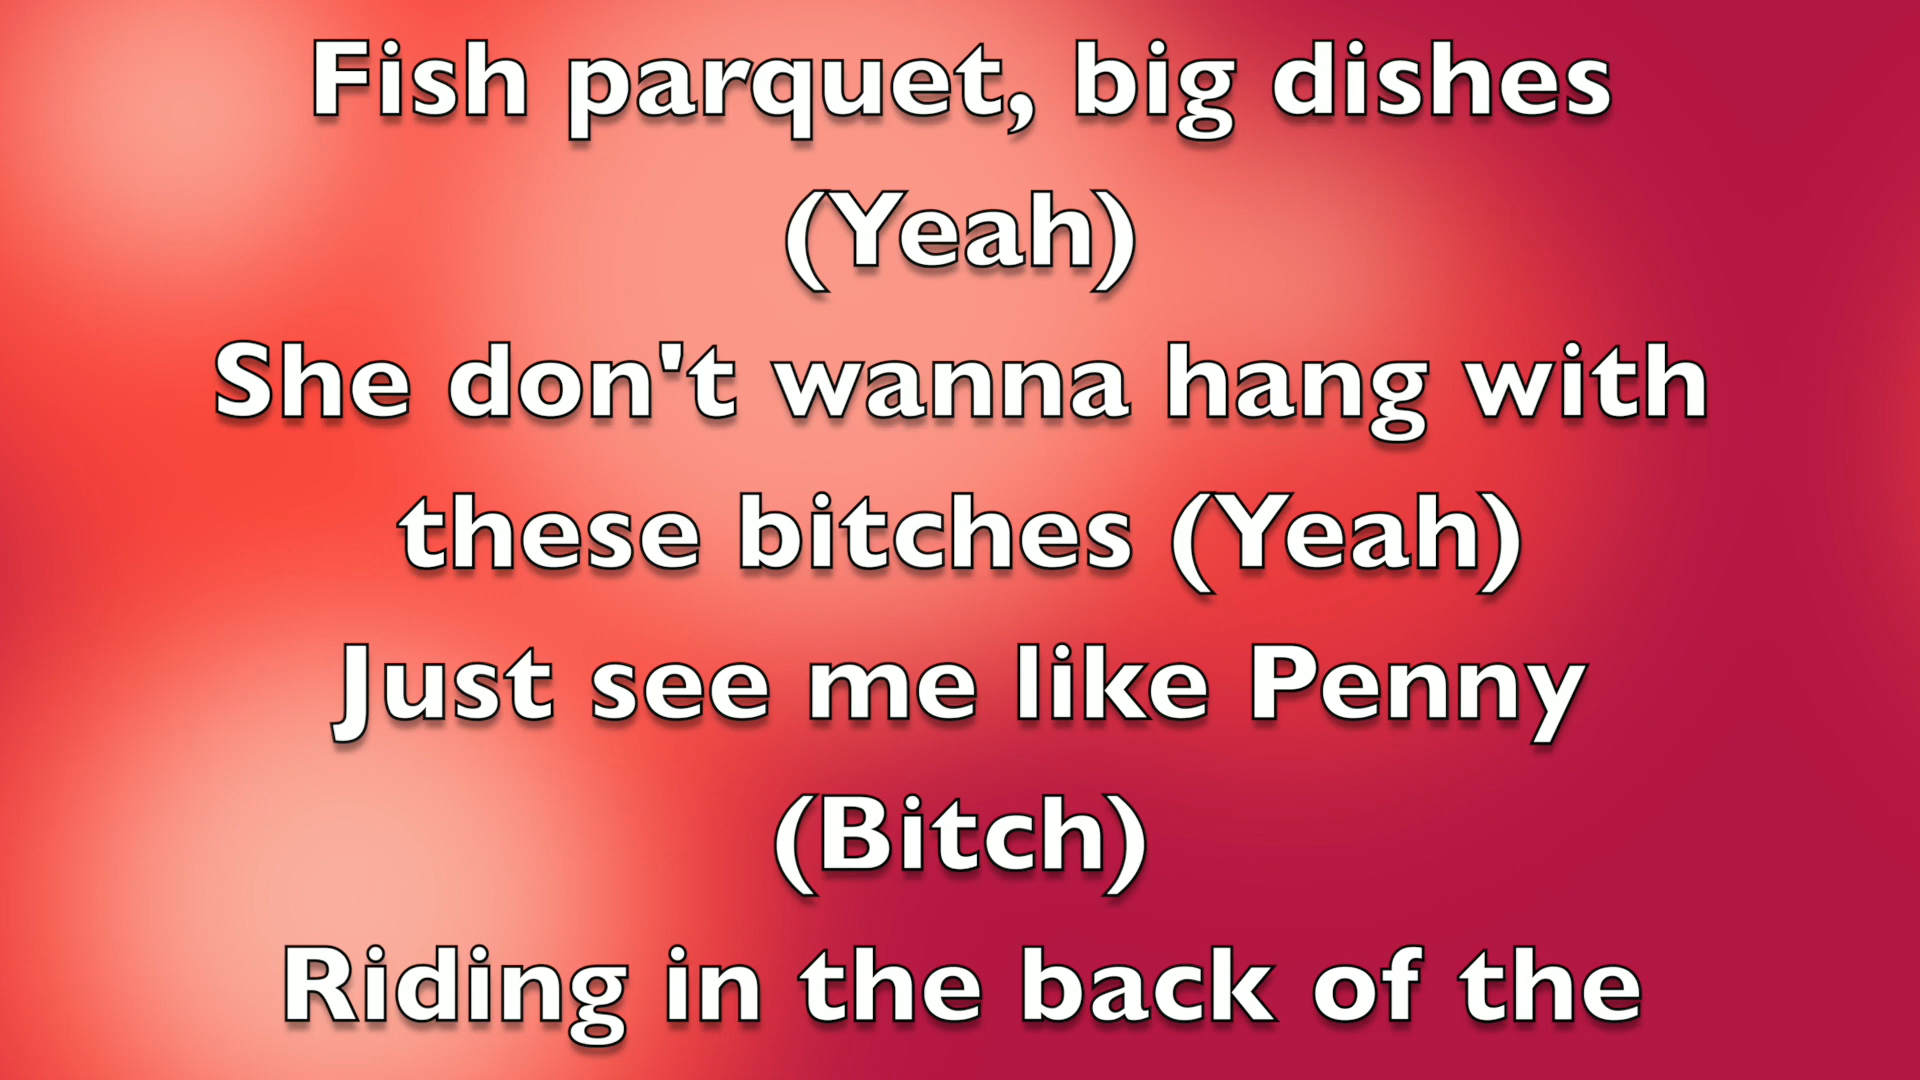 Fish parquet, big dishes
(Yeah)
She don't wanna hang with
these bitches (Yeah)
Just see me like Penny
(Bitch)
Riding in the back of the